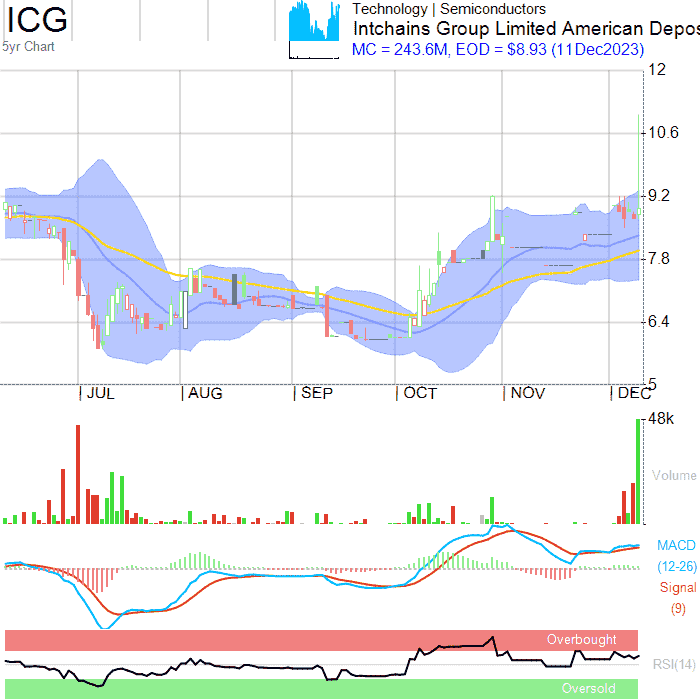 ICG
5yr Chart
Technology | Semiconductors
Intchains Group Limited American Depos
MC = 243.6M, EOD = $8.93 (11Dec2023)
12
10.6
9.2
7.8
6.4
5
JUL AUG SEP OCT NOV DEC
48k
Volume
MACD
(12-26)
Signal
(9)
Overbought
RSI(14)
Oversold